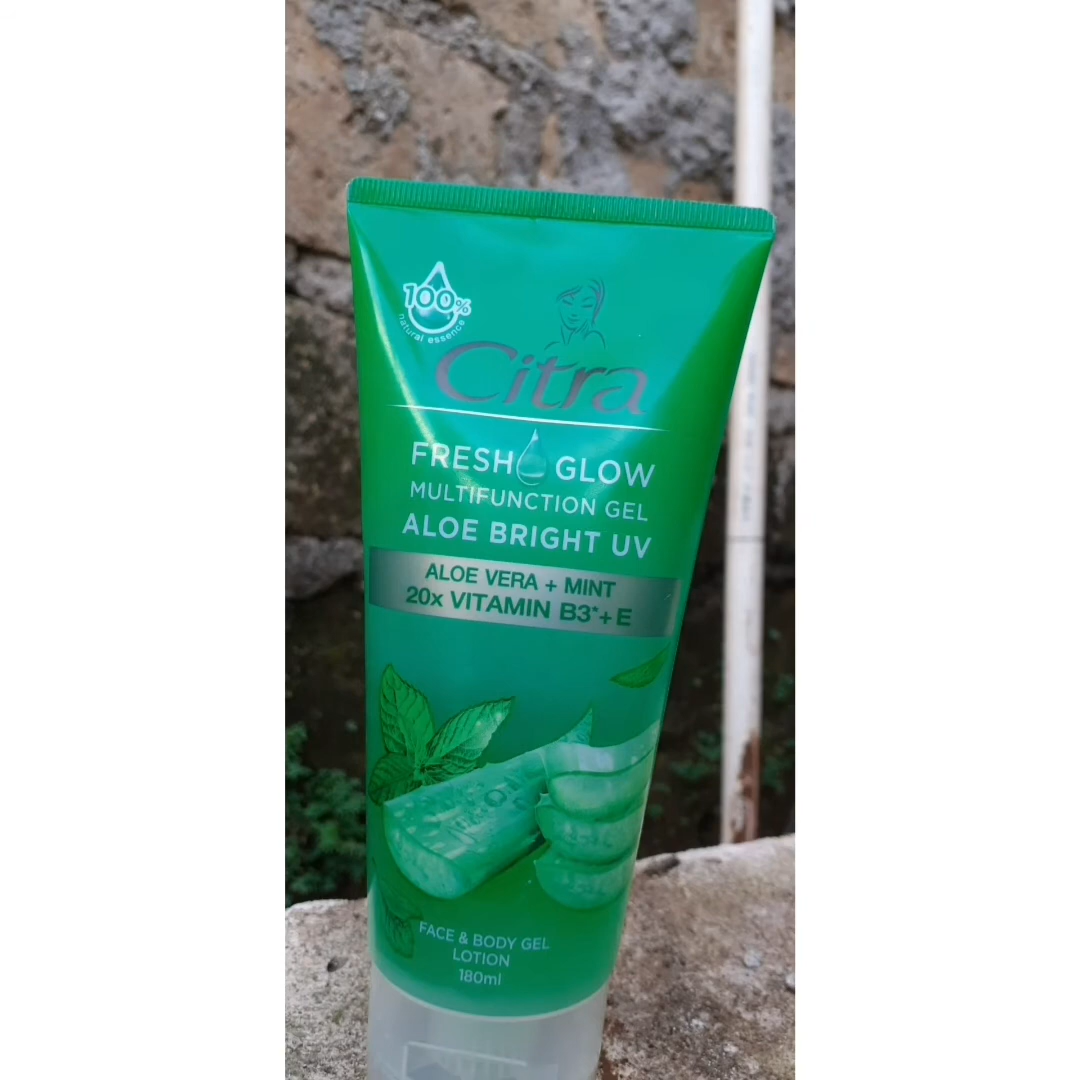 100%
natural essence
Citra
FRESH GLOW
MULTIFUNCTION GEL
ALOE BRIGHT UV
ALOE VERA + MINT
20x VITAMIN B3*+E
FACE & BODY GEL
LOTION
180ml